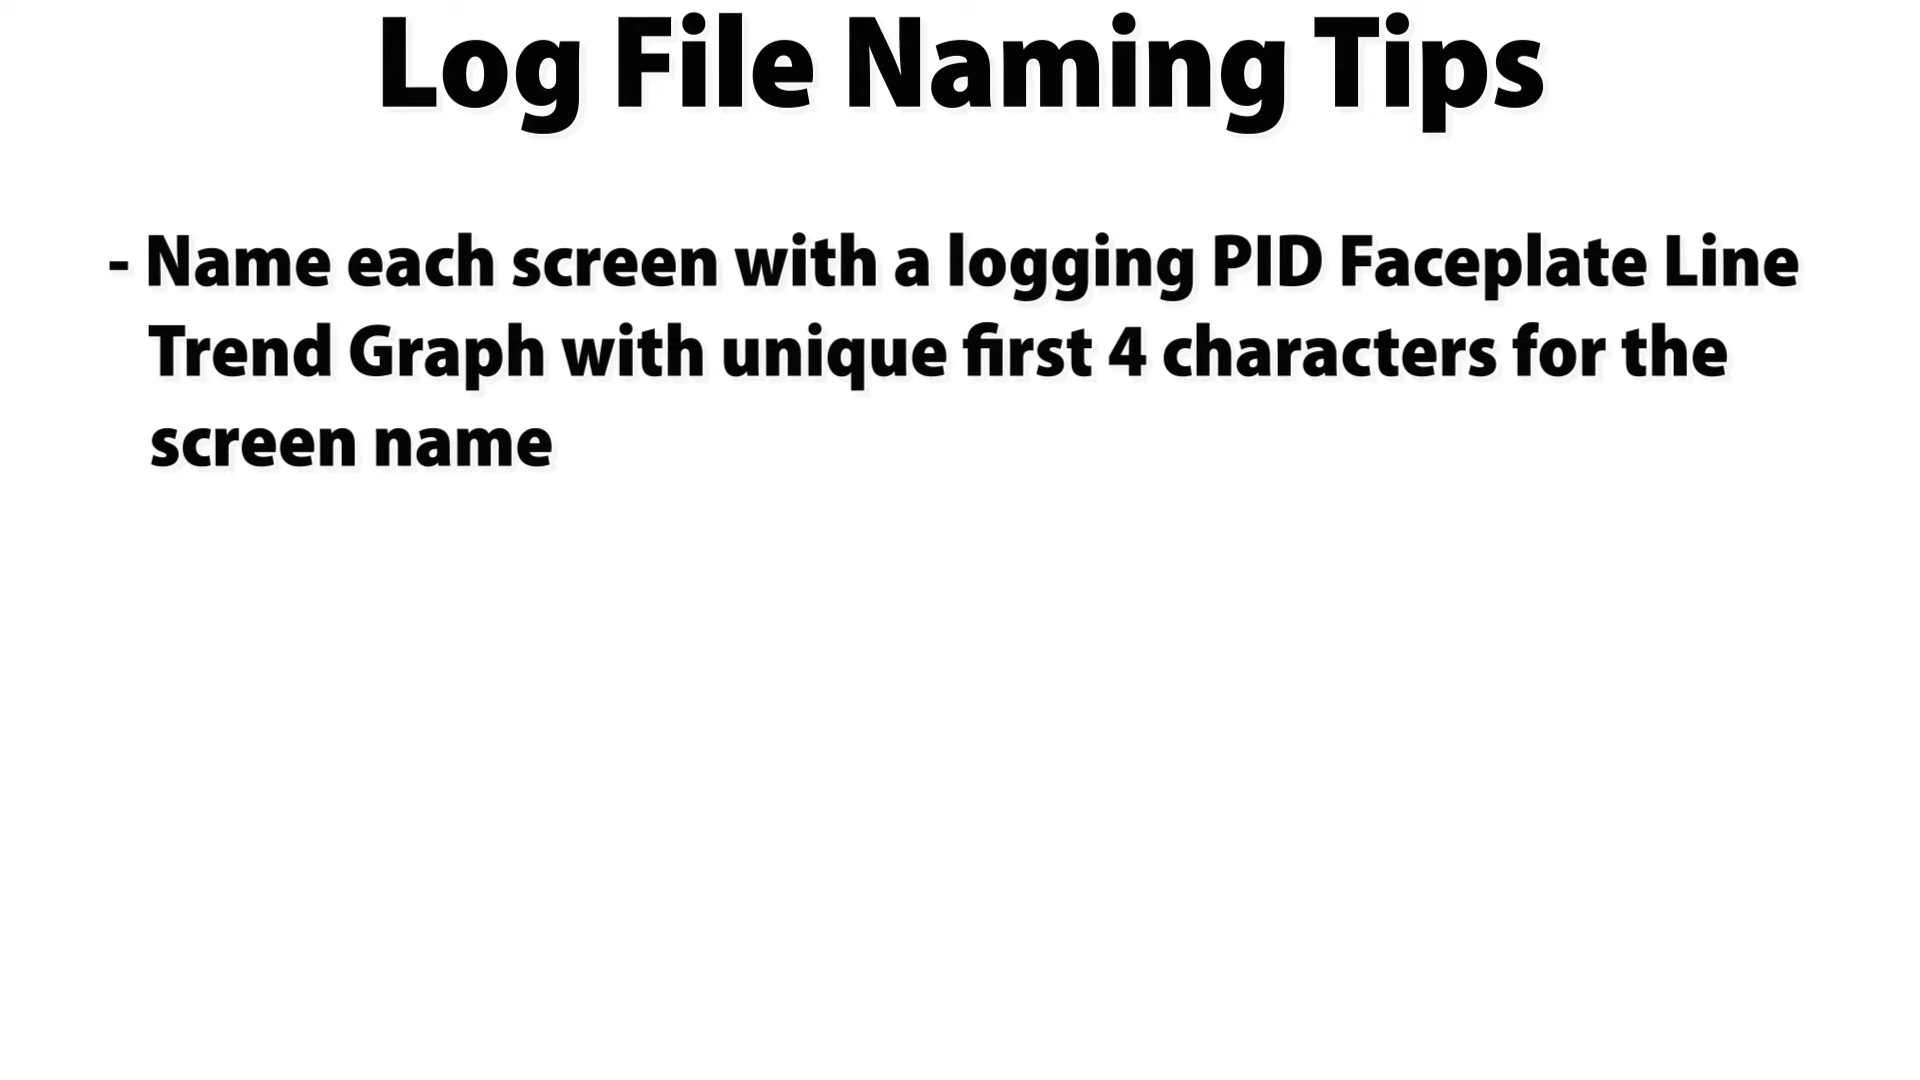 Log File Naming Tips
- Name each screen with a logging PID Faceplate Line
Trend Graph with unique first 4 characters for the
screen name